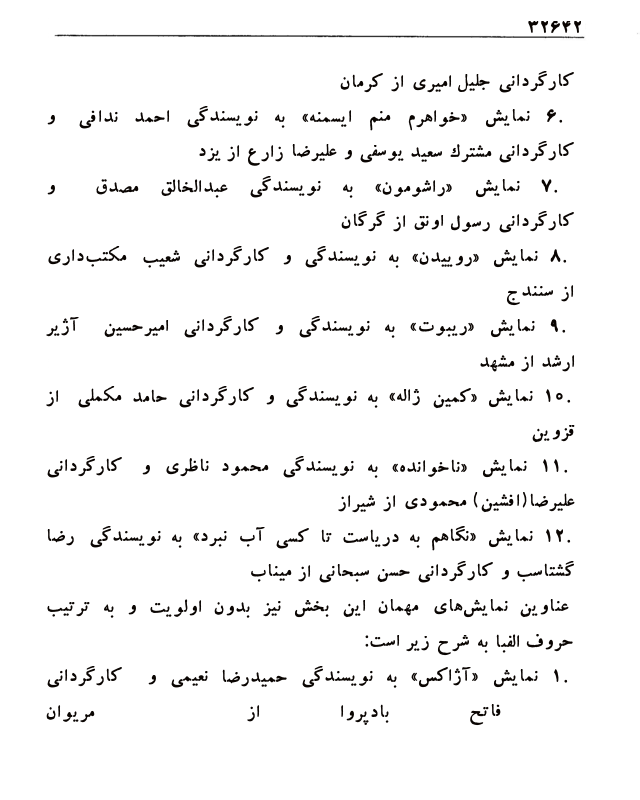 ۳۲۶۴۲
کارگردانی جلیل امیری از کرمان
۶. نمایش «خواهرم منم ایسمنه» به نویسندگی احمد ندافی و
کارگردانی مشترك سعید یوسفی و علیرضا زارع از یزد
۷. نمایش «راشومون» به نویسندگی عبدالخالق مصدق و
کارگردانی رسول اونق از گرگان
۸. نمایش «روییدن» به نویسندگی و کارگردانی شعیب مکتب‌داری
از سنندج
۹. نمایش «ریبوت» به نویسندگی و کارگردانی امیرحسین آژیر
ارشد از مشهد
۱۰. نمایش «کمین ژاله» به نویسندگی و کارگردانی حامد مکملی از
قزوین
۱۱. نمایش «ناخوانده» به نویسندگی محمود ناظری و کارگردانی
علیرضا(افشین) محمودی از شیراز
۱۲. نمایش «نگاهم به دریاست تا کسی آب نبرد» به نویسندگی رضا
گشتاسب و کارگردانی حسن سبحانی از میناب
عناوین نمایش‌های مهمان این بخش نیز بدون اولویت و به ترتیب
حروف الفبا به شرح زیر است:
۱. نمایش «آژاکس» به نویسندگی حمیدرضا نعیمی و کارگردانی
فاتح بادپروا از مریوان